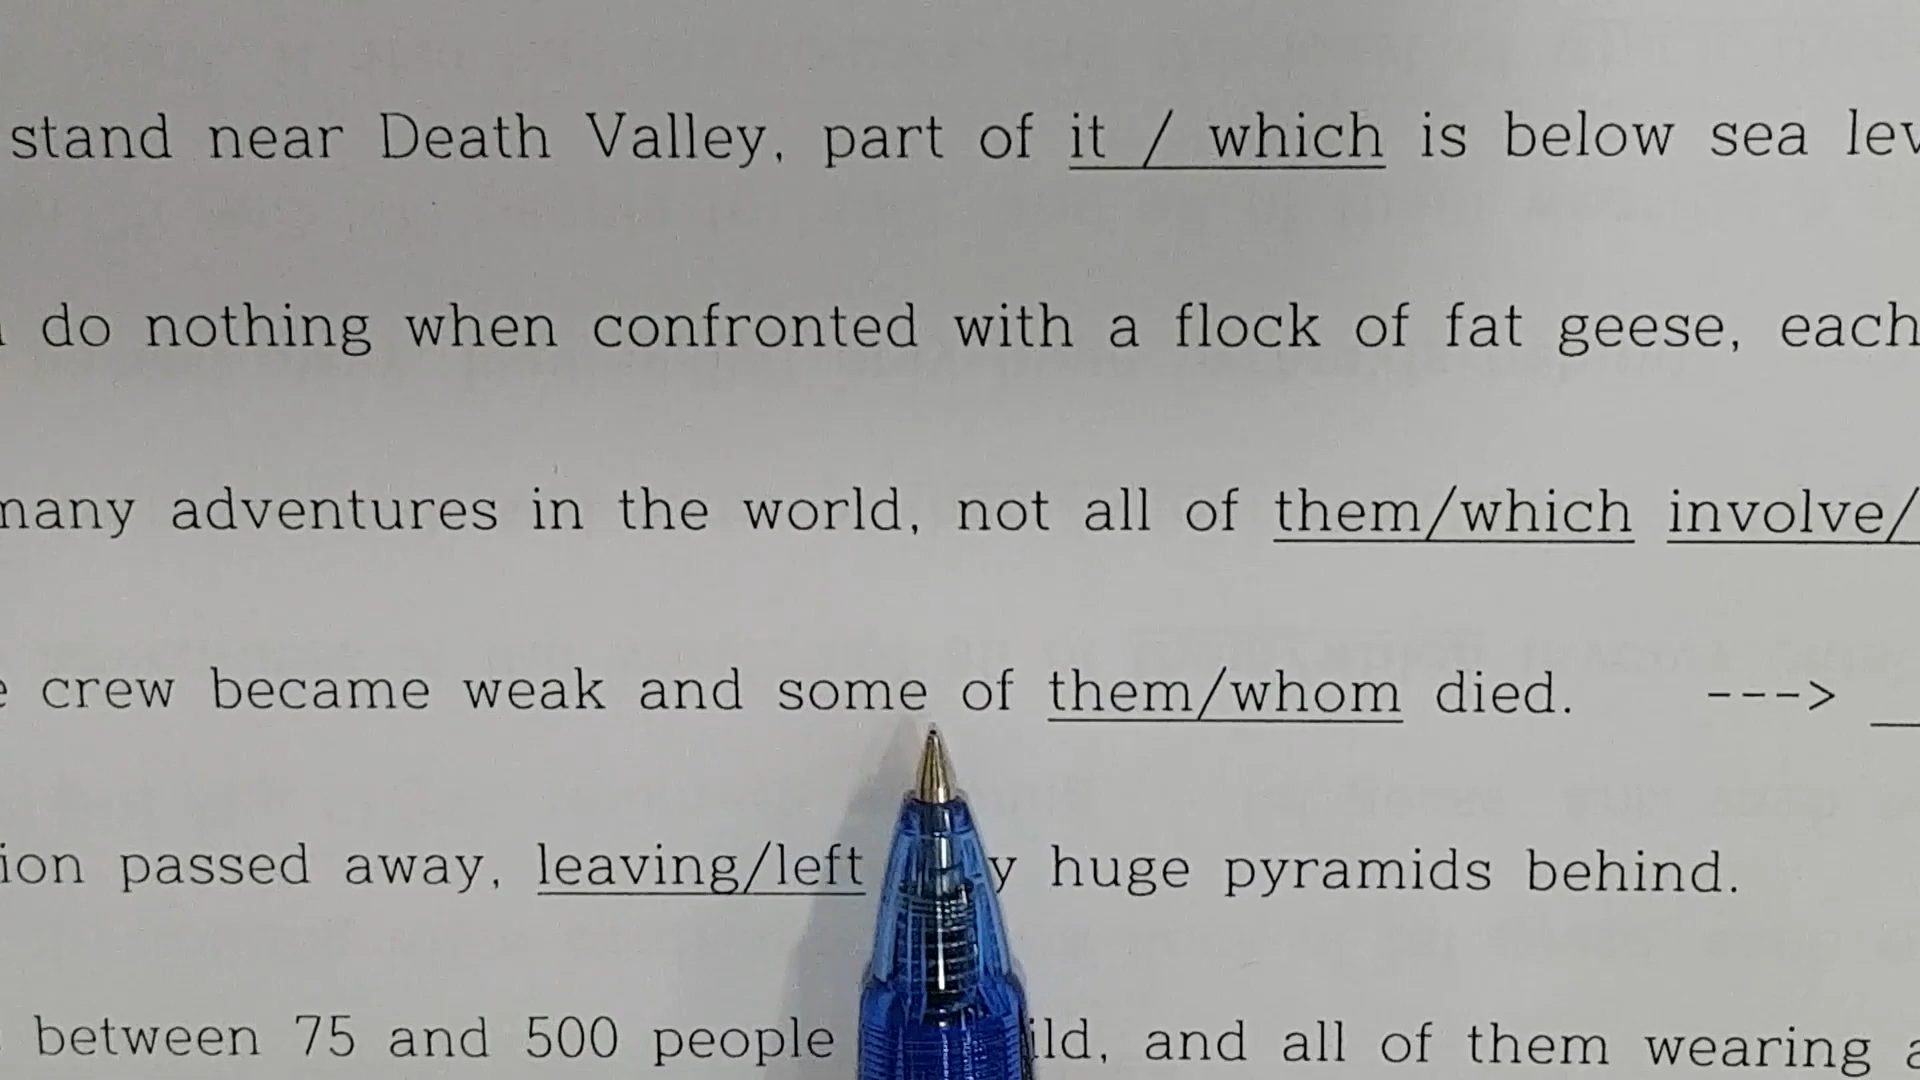 stand near Death Valley, part of it / which is below sea
do nothing when confronted with a flock of fat geese, each
many adventures in the world, not all of them/which involve/
crew became weak and some of them/whom died. --->
passed away, leaving/left huge pyramids behind.
between 75 and 500 people and all of them wearing